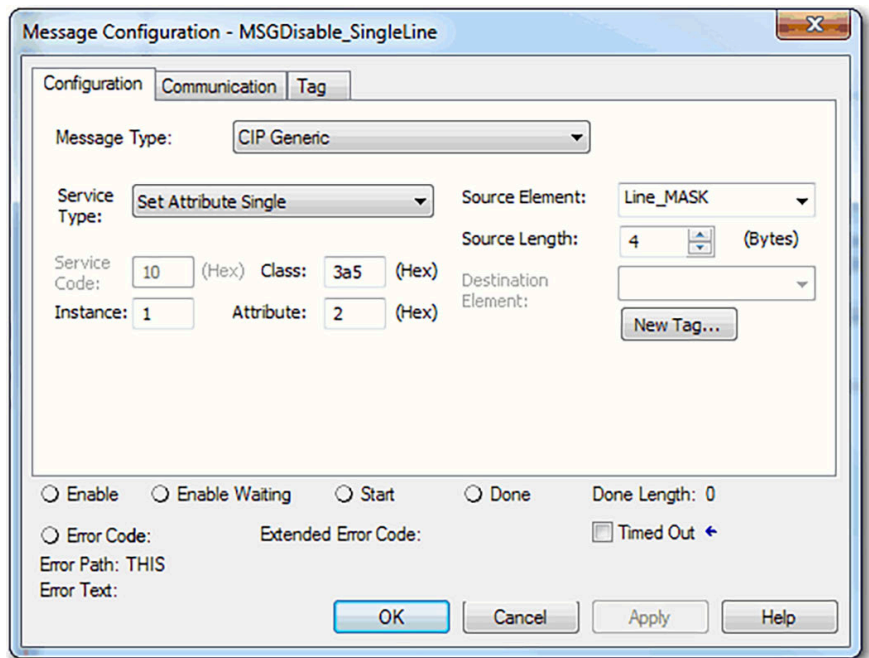 Message Configuration - MSGDisable_SingleLine
X
Configuration Communication Tag
Message Type: CIP Generic
Service Type: Set Attribute Single
Service Code: 10 (Hex) Class: 3a5 (Hex)
Instance: 1 Attribute: 2 (Hex)
Source Element: Line_MASK
Source Length: 4 (Bytes)
Destination Element:
New Tag...
Enable Enable Waiting Start Done Done Length: 0
Error Code: Extended Error Code: Timed Out
Error Path: THIS
Error Text:
OK Cancel Apply Help